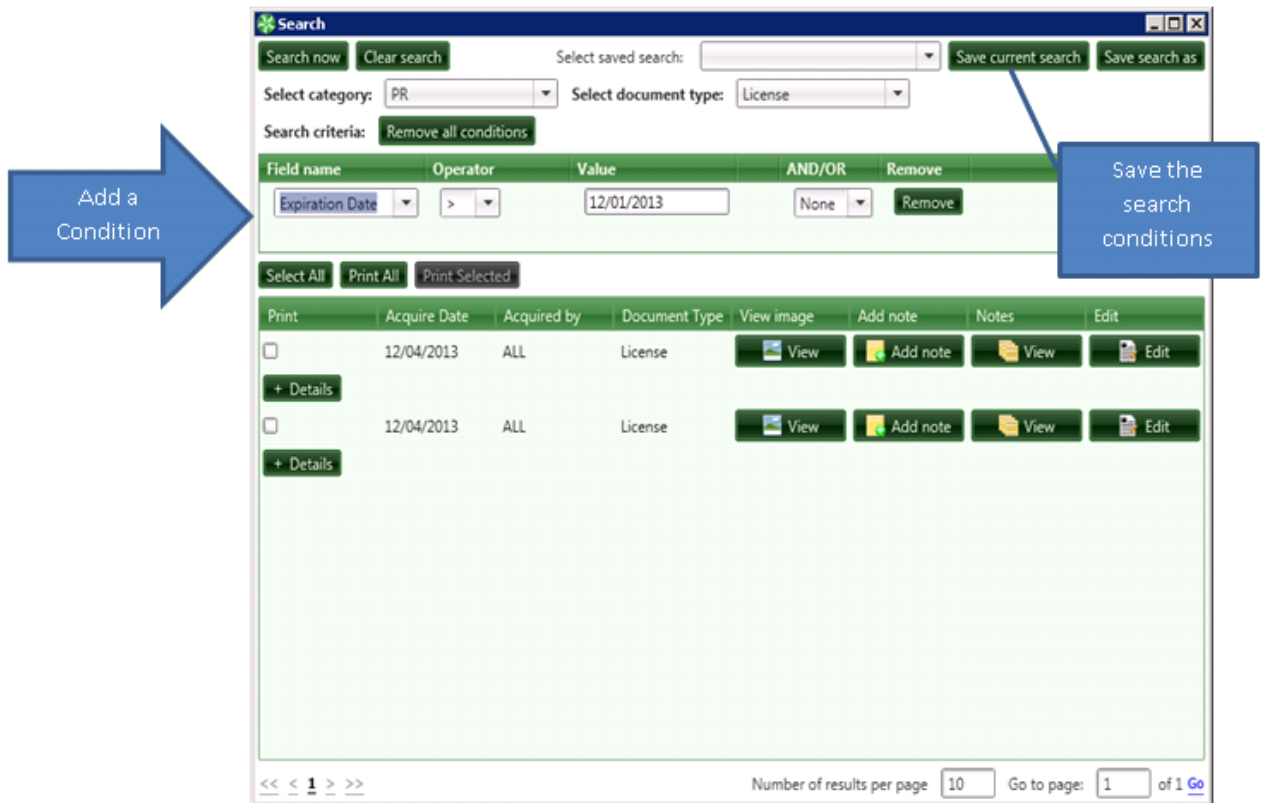 Search
Search now Clear search Select saved search: Save current search Save search as
Select category: PR Select document type: License
Search criteria: Remove all conditions
Field name Operator Value AND/OR Remove
Expiration Date > 12/01/2013 None Remove
Add a
Condition
Save the
search
conditions
Select All Print All Print Selected
Print Acquire Date Acquired by Document Type View image Add note Notes Edit
12/04/2013 ALL License View Add note View Edit
+ Details
12/04/2013 ALL License View Add note View Edit
+ Details
<< < 1 > >> Number of results per page 10 Go to page: 1 of 1 Go